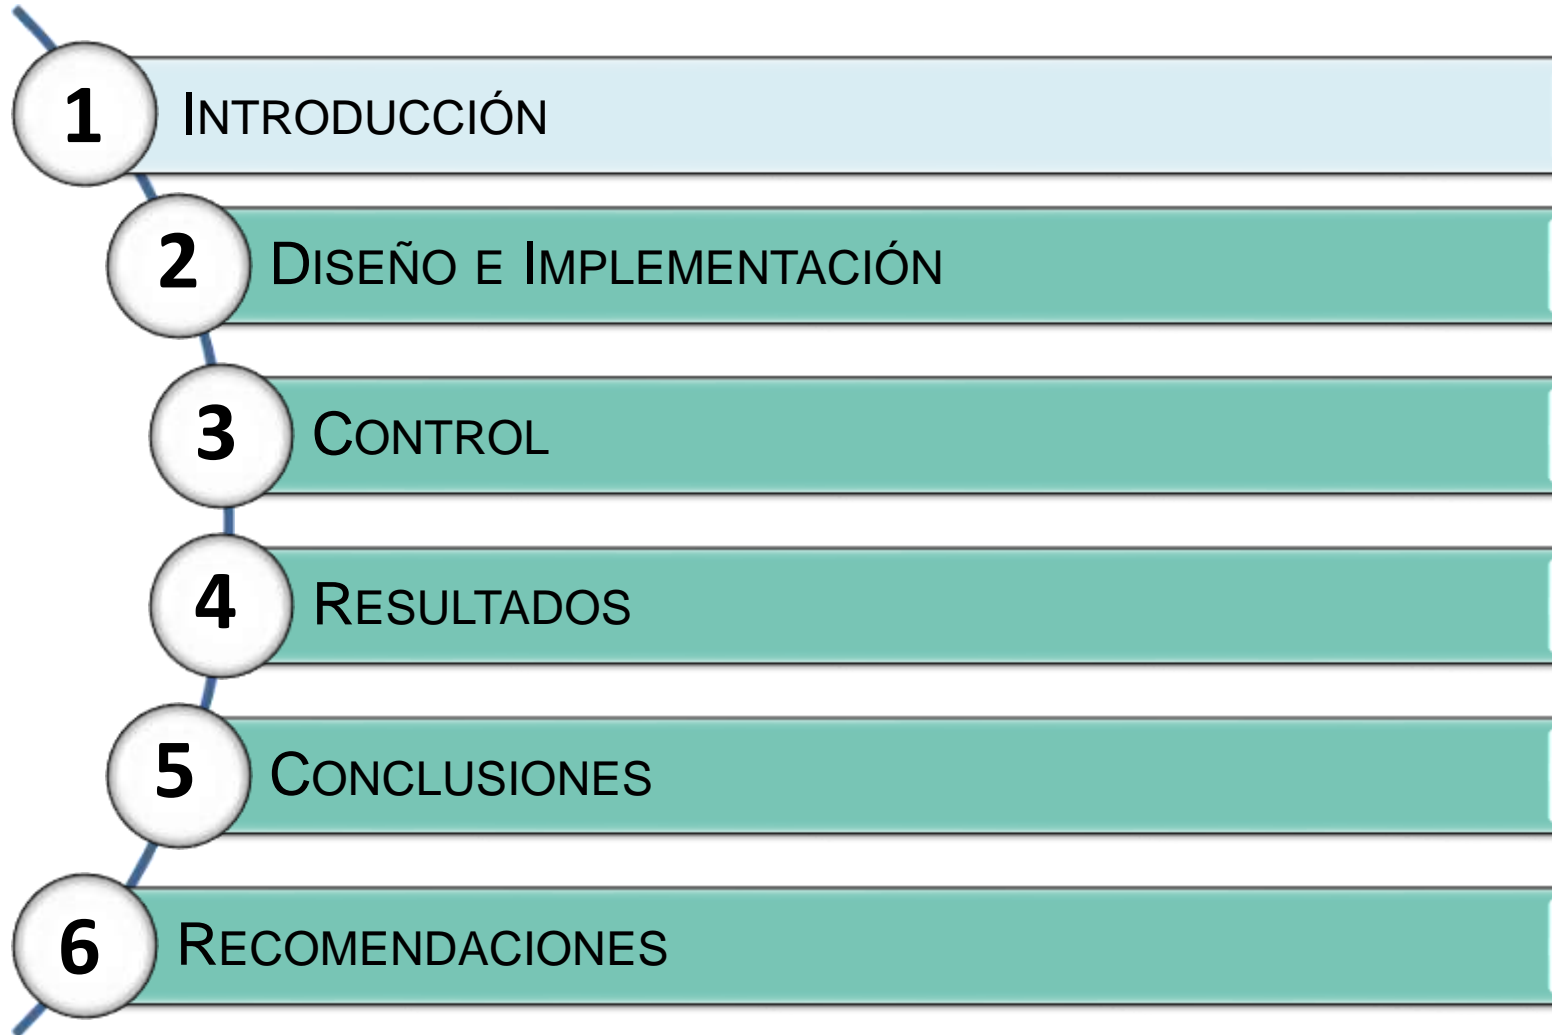 1 INTRODUCCIÓN
2 DISEÑO E IMPLEMENTACIÓN
3 CONTROL
4 RESULTADOS
5 CONCLUSIONES
6 RECOMENDACIONES